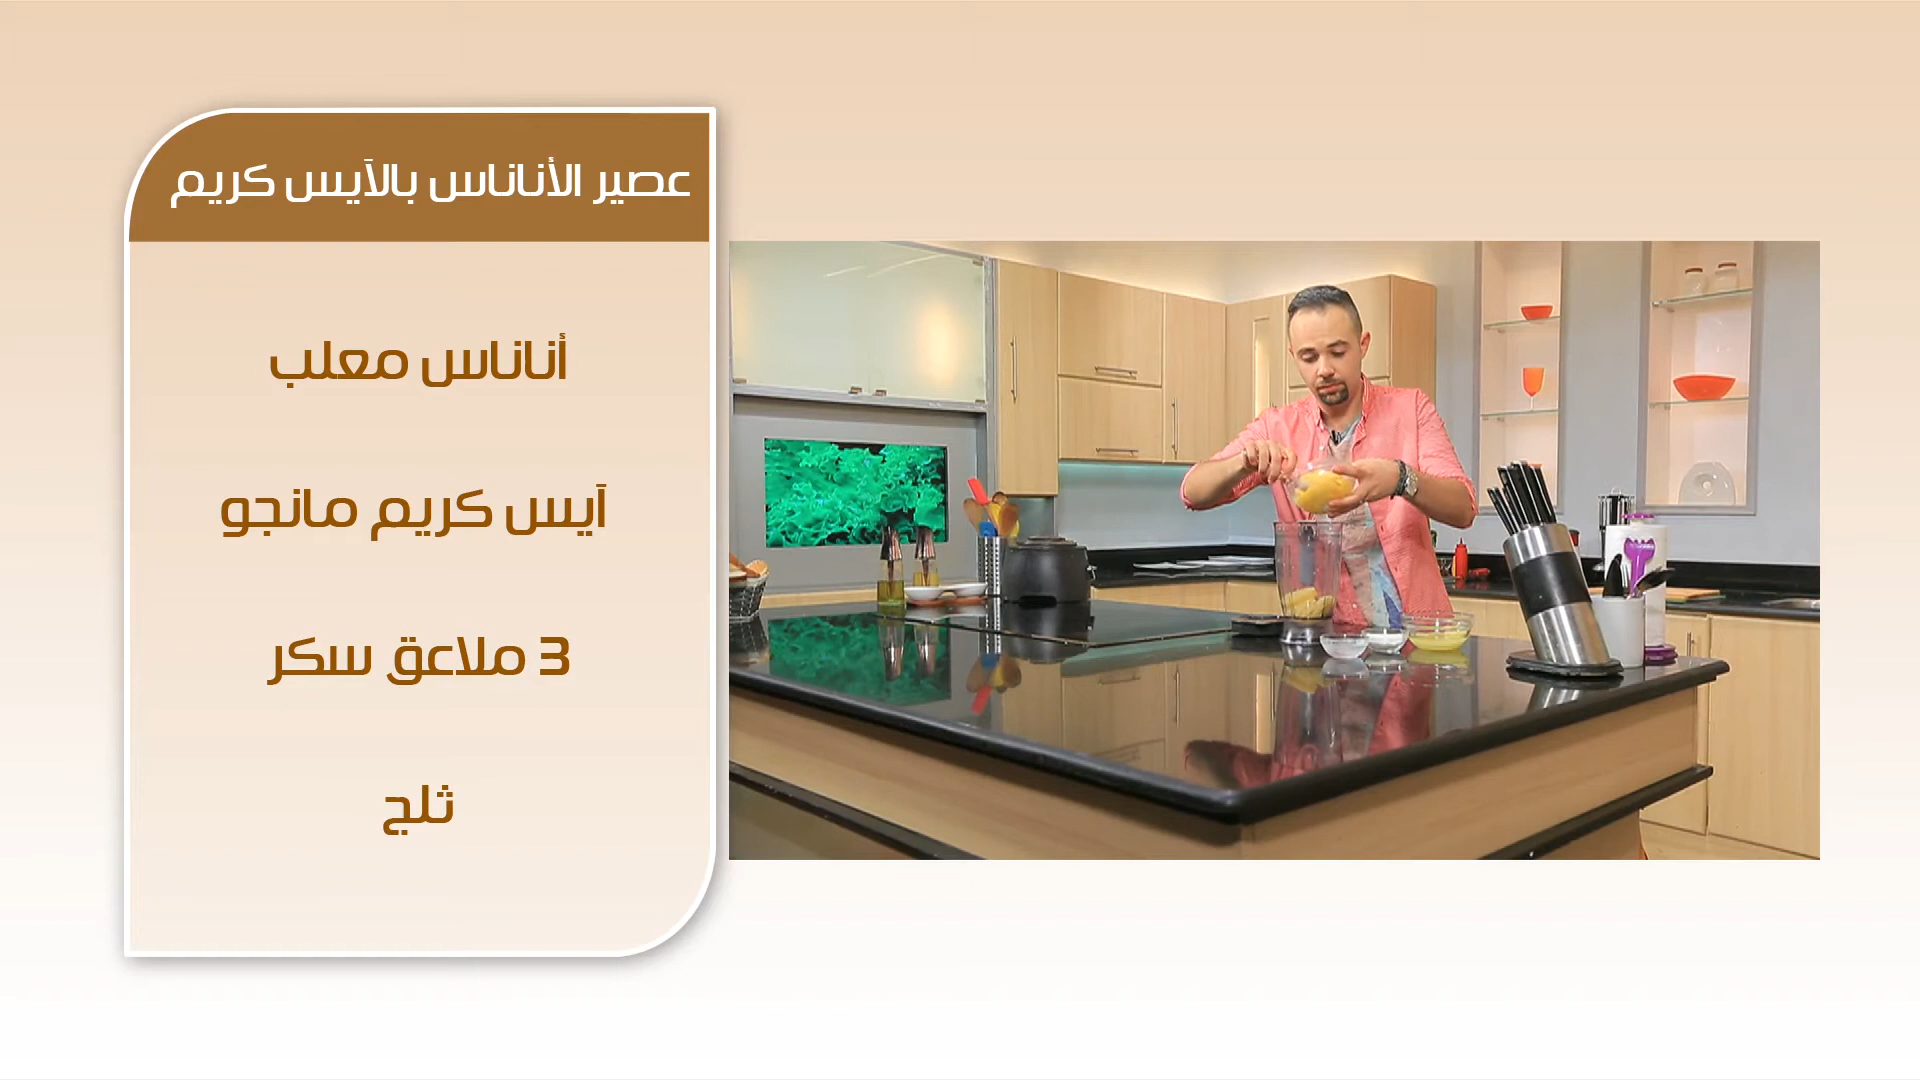 عصير الأناناس بالآيس كريم
أناناس معلب
آيس كريم مانجو
3 ملاعق سكر
ثلج